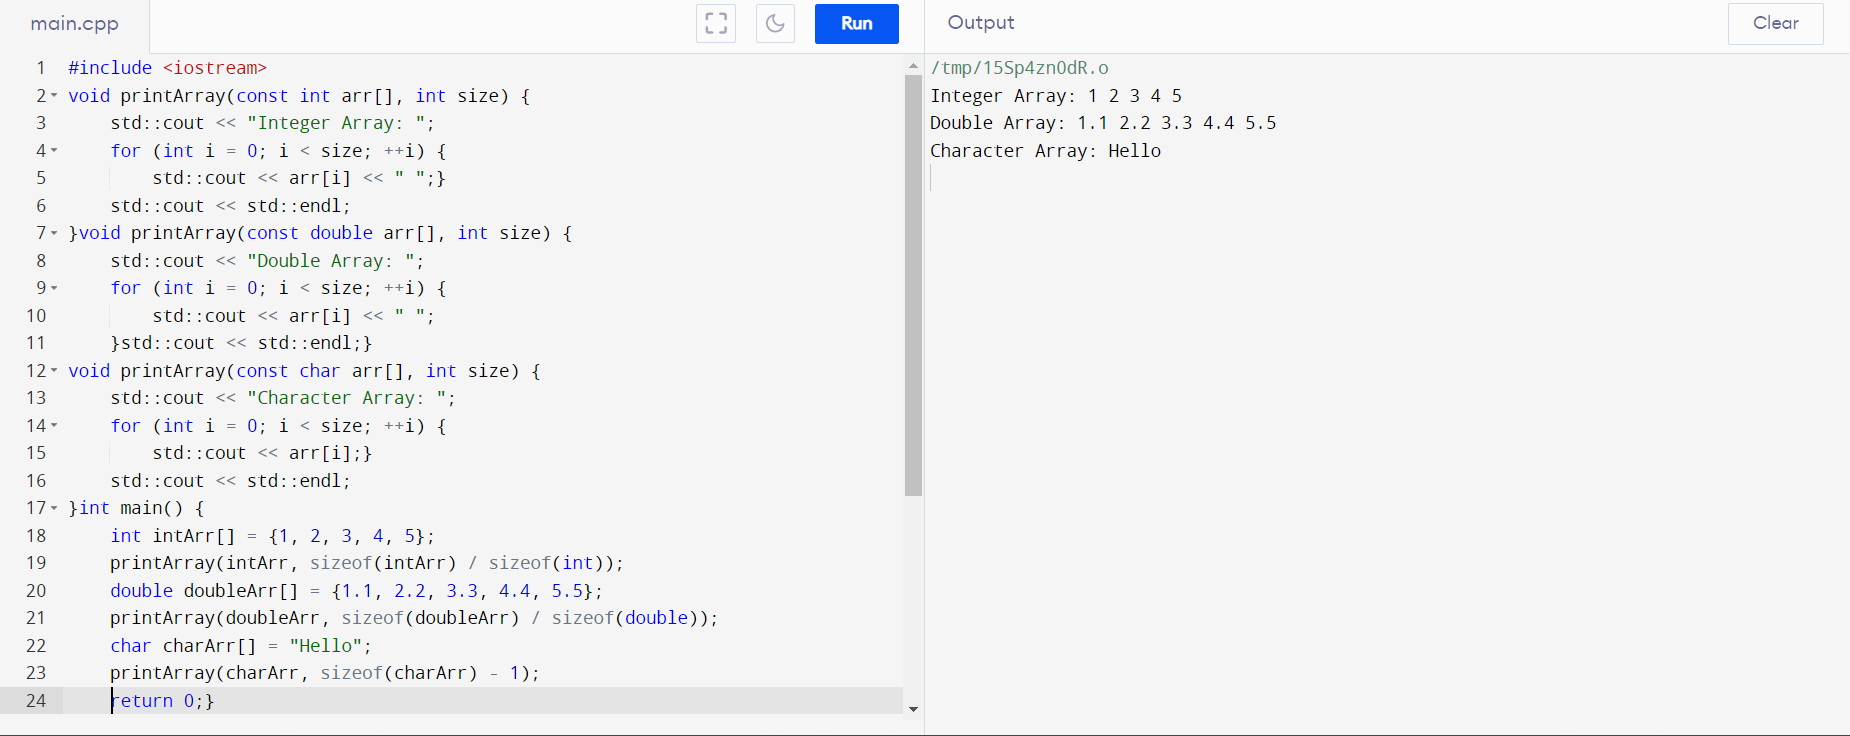 main.cpp
Run
Output
Clear
1 #include <iostream>
2 void printArray(const int arr[], int size) {
3     std::cout << "Integer Array: ";
4     for (int i = 0; i < size; ++i) {
5         std::cout << arr[i] << " ";}
6     std::cout << std::endl;
7 }void printArray(const double arr[], int size) {
8     std::cout << "Double Array: ";
9     for (int i = 0; i < size; ++i) {
10         std::cout << arr[i] << " ";
11     }std::cout << std::endl;}
12 void printArray(const char arr[], int size) {
13     std::cout << "Character Array: ";
14     for (int i = 0; i < size; ++i) {
15         std::cout << arr[i];}
16     std::cout << std::endl;
17 }int main() {
18     int intArr[] = {1, 2, 3, 4, 5};
19     printArray(intArr, sizeof(intArr) / sizeof(int));
20     double doubleArr[] = {1.1, 2.2, 3.3, 4.4, 5.5};
21     printArray(doubleArr, sizeof(doubleArr) / sizeof(double));
22     char charArr[] = "Hello";
23     printArray(charArr, sizeof(charArr) - 1);
24     return 0;}
/tmp/15Sp4zn0dR.o
Integer Array: 1 2 3 4 5
Double Array: 1.1 2.2 3.3 4.4 5.5
Character Array: Hello